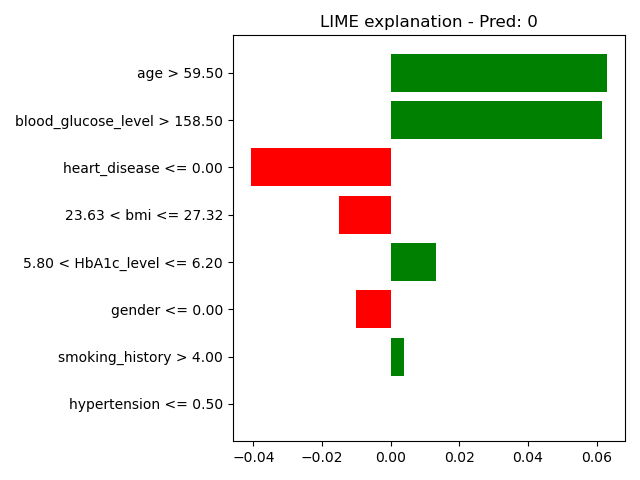 LIME explanation - Pred: 0
age > 59.50
blood_glucose_level > 158.50
heart_disease <= 0.00
23.63 < bmi <= 27.32
5.80 < HbA1c_level <= 6.20
gender <= 0.00
smoking_history > 4.00
hypertension <= 0.50
−0.04 −0.02 0.00 0.02 0.04 0.06